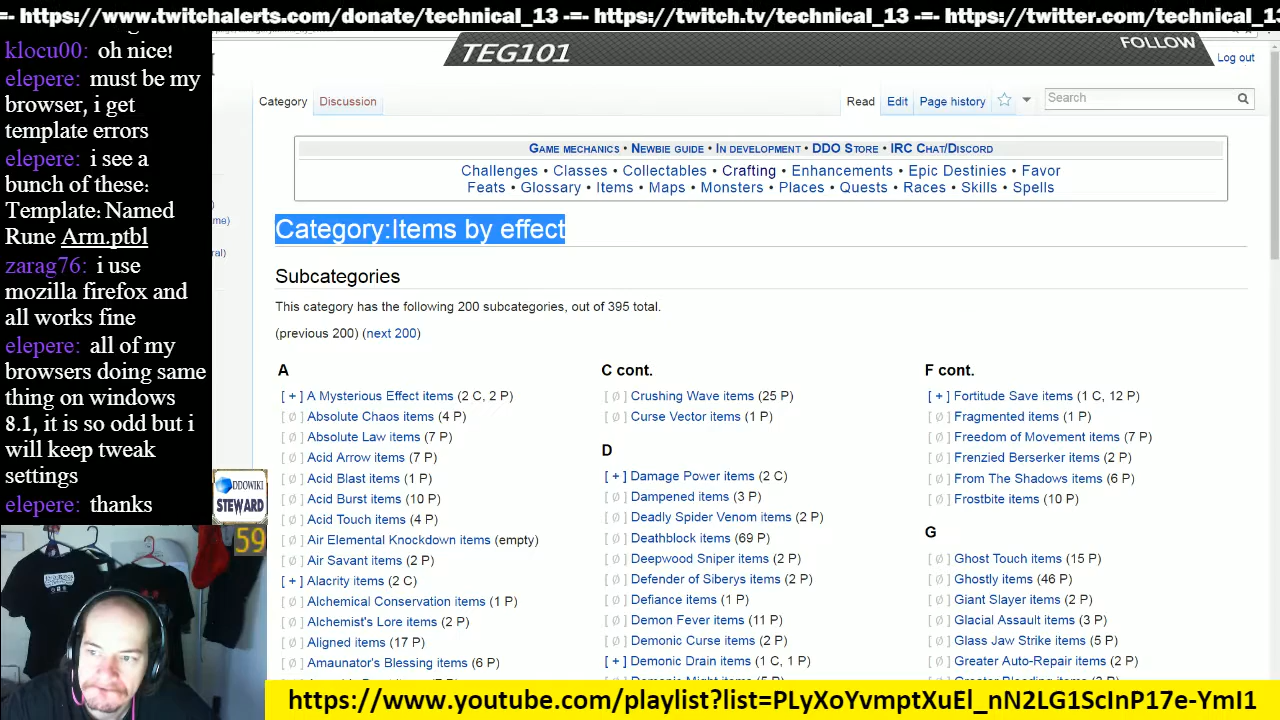 =- https://www.twitchalerts.com/donate/technical_13 -=- https://twitch.tv/technical_13 -=- https://twitter.com/technical_13
klocu00: oh nice!
elepere: must be my
browser, i get
template errors
elepere: i see a
bunch of these:
Template: Named
Rune Arm.ptbl
zarag76: i use
mozilla firefox and
all works fine
elepere: all of my
browsers doing same
thing on windows
8.1, it is so odd but i
will keep tweak
settings
elepere: thanks
DDOWIKI
STEWARD
59
TEG101
FOLLOW
Log out
Category Discussion Read Edit Page history Search
Game mechanics • Newbie guide • In development • DDO Store • IRC Chat/Discord
Challenges • Classes • Collectables • Crafting • Enhancements • Epic Destinies • Favor
Feats • Glossary • Items • Maps • Monsters • Places • Quests • Races • Skills • Spells
Category:Items by effect
Subcategories
This category has the following 200 subcategories, out of 395 total.
(previous 200) (next 200)
A
[+] A Mysterious Effect items (2 C, 2 P)
[Ø] Absolute Chaos items (4 P)
[Ø] Absolute Law items (7 P)
[Ø] Acid Arrow items (7 P)
[Ø] Acid Blast items (1 P)
[Ø] Acid Burst items (10 P)
[Ø] Acid Touch items (4 P)
[Ø] Air Elemental Knockdown items (empty)
[Ø] Air Savant items (2 P)
[+] Alacrity items (2 C)
[Ø] Alchemical Conservation items (1 P)
[Ø] Alchemist's Lore items (2 P)
[Ø] Aligned items (17 P)
[Ø] Amaunator's Blessing items (6 P)
C cont.
[Ø] Crushing Wave items (25 P)
[Ø] Curse Vector items (1 P)
D
[+] Damage Power items (2 C)
[Ø] Dampened items (3 P)
[Ø] Deadly Spider Venom items (2 P)
[Ø] Deathblock items (69 P)
[Ø] Deepwood Sniper items (2 P)
[Ø] Defender of Siberys items (2 P)
[Ø] Defiance items (1 P)
[Ø] Demon Fever items (11 P)
[Ø] Demonic Curse items (2 P)
[+] Demonic Drain items (1 C, 1 P)
F cont.
[+] Fortitude Save items (1 C, 12 P)
[Ø] Fragmented items (1 P)
[Ø] Freedom of Movement items (7 P)
[Ø] Frenzied Berserker items (2 P)
[Ø] From The Shadows items (6 P)
[Ø] Frostbite items (10 P)
G
[Ø] Ghost Touch items (15 P)
[Ø] Ghostly items (46 P)
[Ø] Giant Slayer items (2 P)
[Ø] Glacial Assault items (3 P)
[Ø] Glass Jaw Strike items (5 P)
[Ø] Greater Auto-Repair items (2 P)
https://www.youtube.com/playlist?list=PLyXoYvmptXuEl_nN2LG1ScInP17e-YmI1